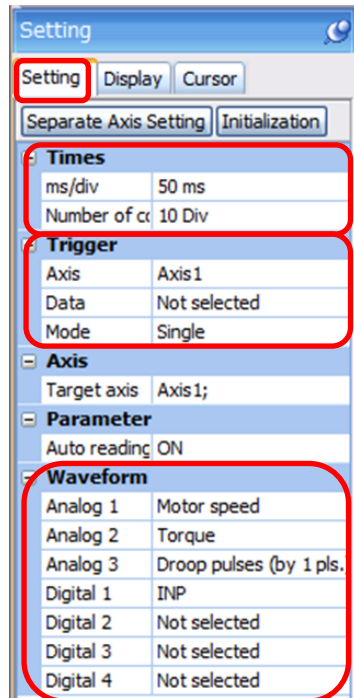 Setting
Setting Display Cursor
Separate Axis Setting Initialization
Times
ms/div 50 ms
Number of co 10 Div
Trigger
Axis Axis1
Data Not selected
Mode Single
Axis
Target axis Axis1;
Parameter
Auto reading ON
Waveform
Analog 1 Motor speed
Analog 2 Torque
Analog 3 Droop pulses (by 1 pls.)
Digital 1 INP
Digital 2 Not selected
Digital 3 Not selected
Digital 4 Not selected